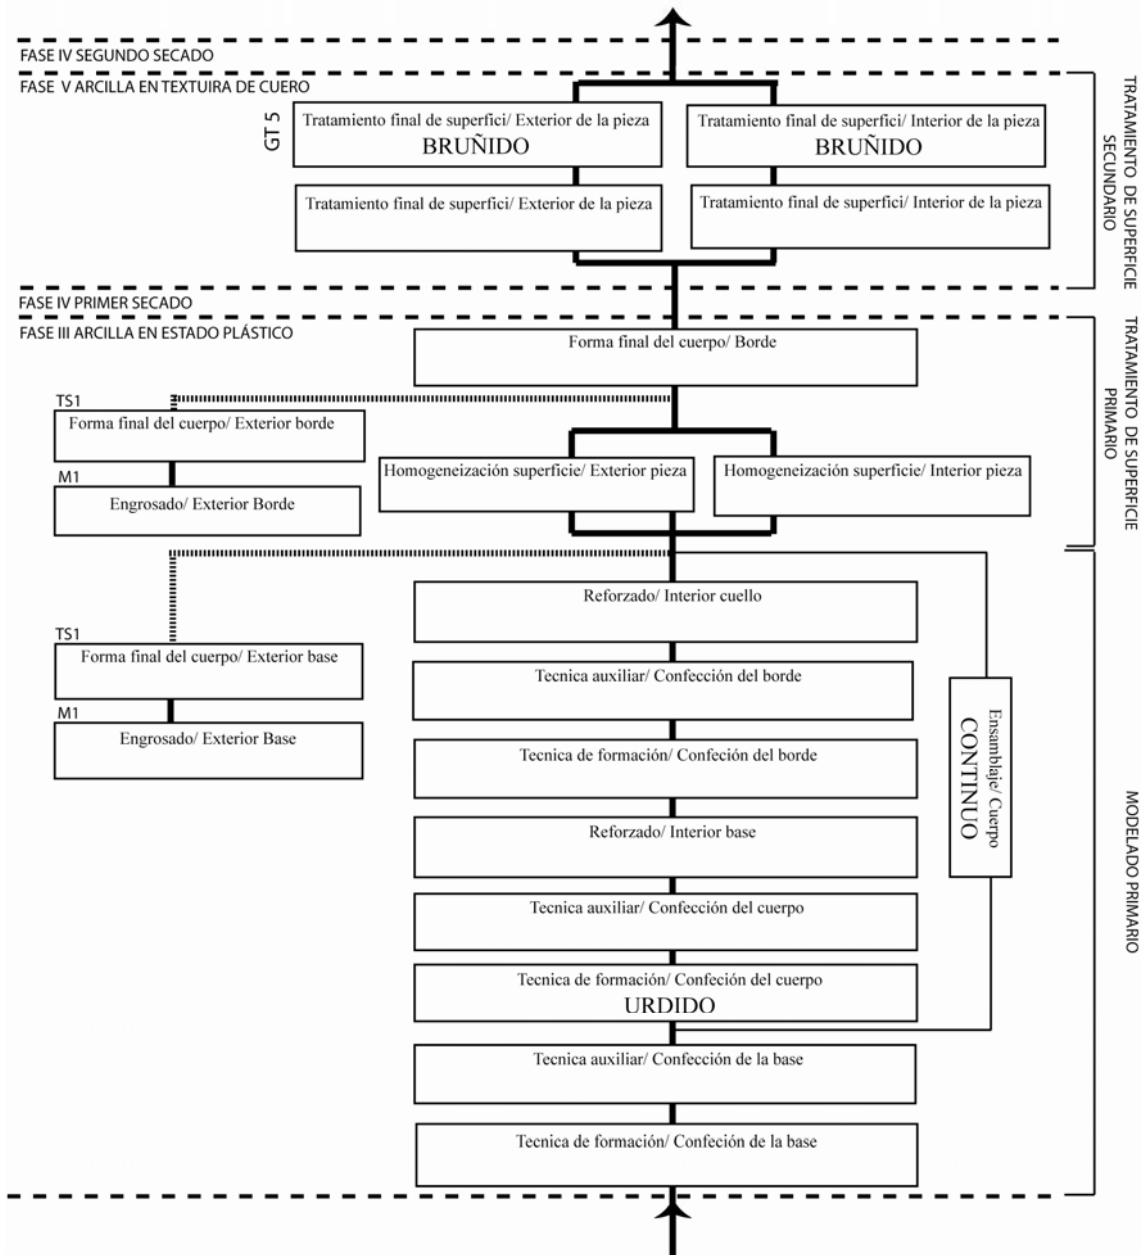 FASE IV SEGUNDO SECADO
FASE V ARCILLA EN TEXTUIRA DE CUERO
GT 5
Tratamiento final de superfici/ Exterior de la pieza
BRUÑIDO
Tratamiento final de superfici/ Interior de la pieza
BRUÑIDO
Tratamiento final de superfici/ Exterior de la pieza
Tratamiento final de superfici/ Interior de la pieza
TRATAMIENTO DE SUPERFICIE
SECUNDARIO
FASE IV PRIMER SECADO
FASE III ARCILLA EN ESTADO PLÁSTICO
Forma final del cuerpo/ Borde
TS1
Forma final del cuerpo/ Exterior borde
M1
Engrosado/ Exterior Borde
Homogeneización superficie/ Exterior pieza
Homogeneización superficie/ Interior pieza
TRATAMIENTO DE SUPERFICIE
PRIMARIO
Reforzado/ Interior cuello
TS1
Forma final del cuerpo/ Exterior base
M1
Engrosado/ Exterior Base
Tecnica auxiliar/ Confección del borde
Tecnica de formación/ Confeción del borde
Reforzado/ Interior base
Tecnica auxiliar/ Confección del cuerpo
Tecnica de formación/ Confeción del cuerpo
URDIDO
Ensamblaje/ Cuerpo
CONTINUO
Tecnica auxiliar/ Confección de la base
Tecnica de formación/ Confeción de la base
MODELADO PRIMARIO